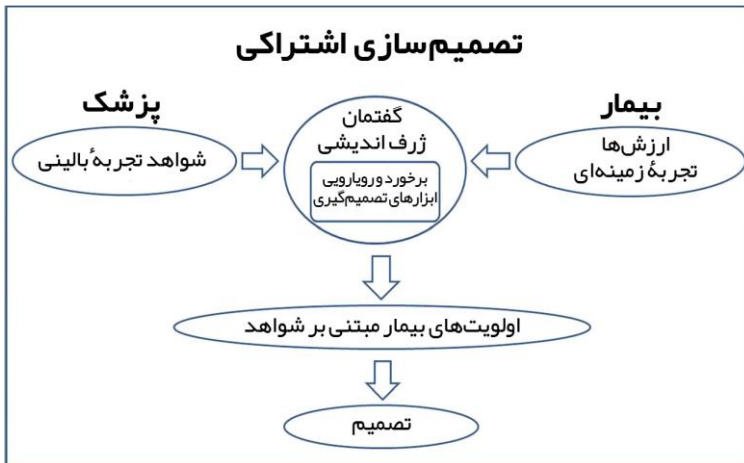 تصمیم‌سازی اشتراکی
بیمار
ارزش‌ها
تجربهٔ زمینه‌ای
گفتمان
ژرف اندیشی
برخورد و رویارویی
ابزارهای تصمیم‌گیری
پزشک
شواهد تجربهٔ بالینی
اولویت‌های بیمار مبتنی بر شواهد
تصمیم